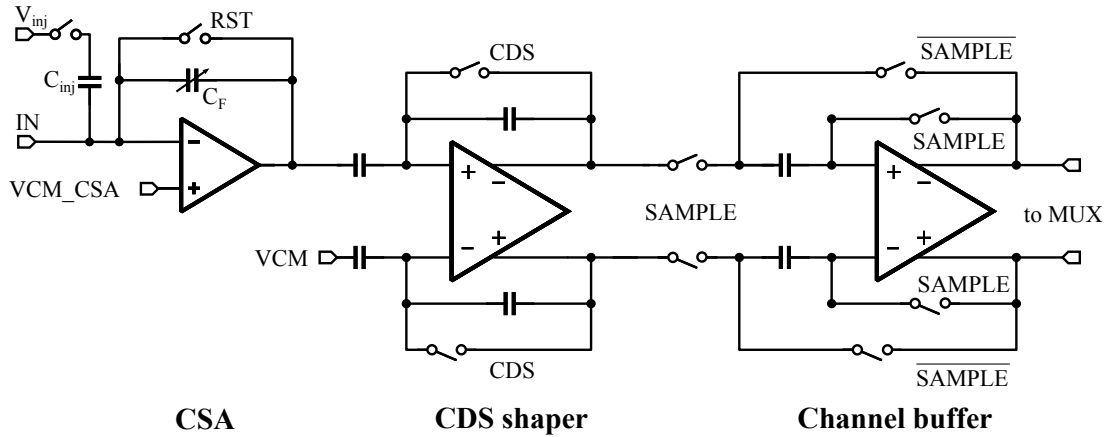 V_inj
RST
C_inj
C_F
IN
−
+
VCM_CSA
CSA
CDS
+
−
−
+
VCM
CDS
CDS shaper
SAMPLE
SAMPLE
SAMPLE
+
−
−
+
to MUX
SAMPLE
SAMPLE
Channel buffer